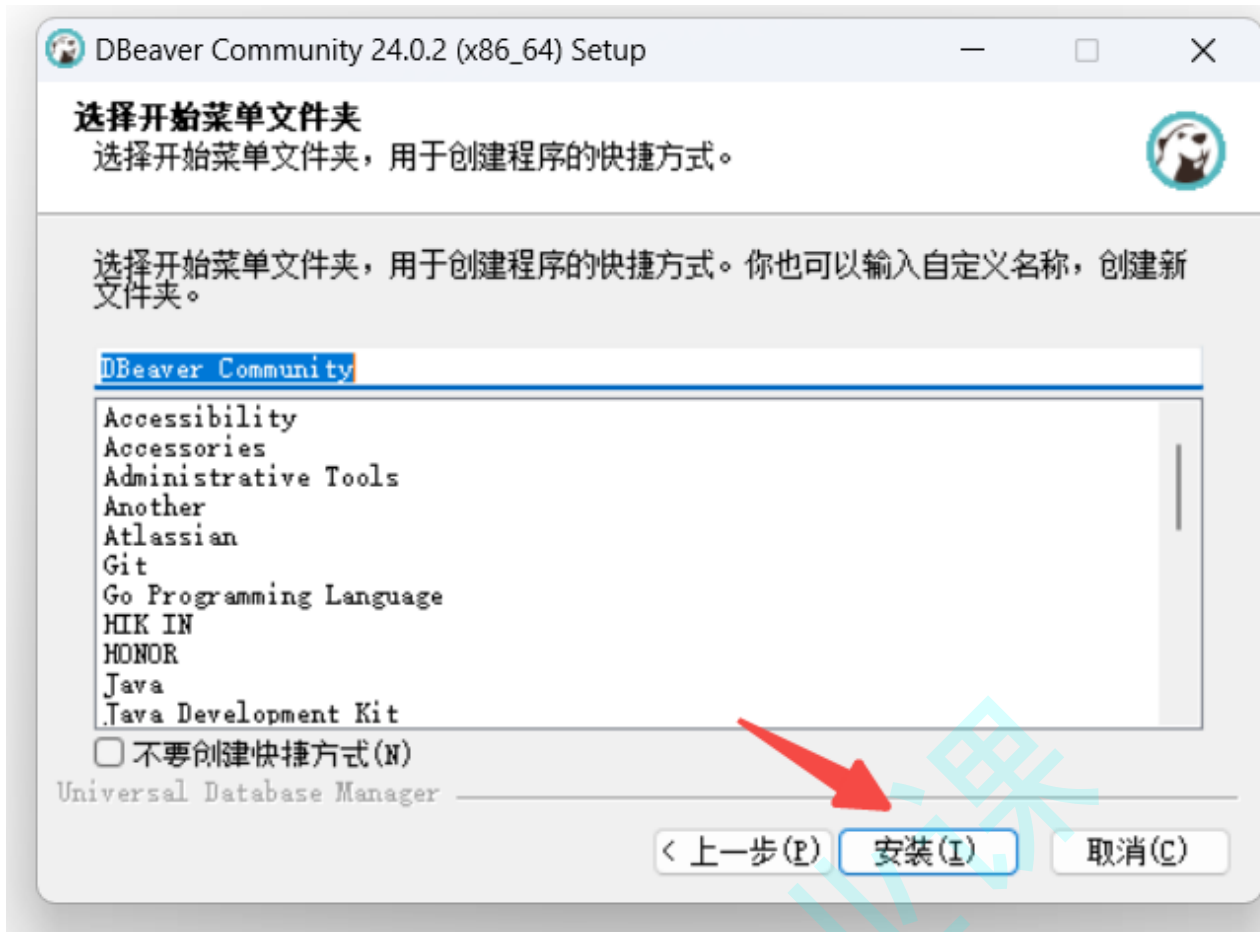 DBeaver Community 24.0.2 (x86_64) Setup
选择开始菜单文件夹
选择开始菜单文件夹，用于创建程序的快捷方式。
选择开始菜单文件夹，用于创建程序的快捷方式。你也可以输入自定义名称，创建新
文件夹。
DBeaver Community
Accessibility
Accessories
Administrative Tools
Another
Atlassian
Git
Go Programming Language
HIK IN
HONOR
Java
Java Development Kit
不要创建快捷方式(N)
Universal Database Manager
< 上一步(P) 安装(I) 取消(C)